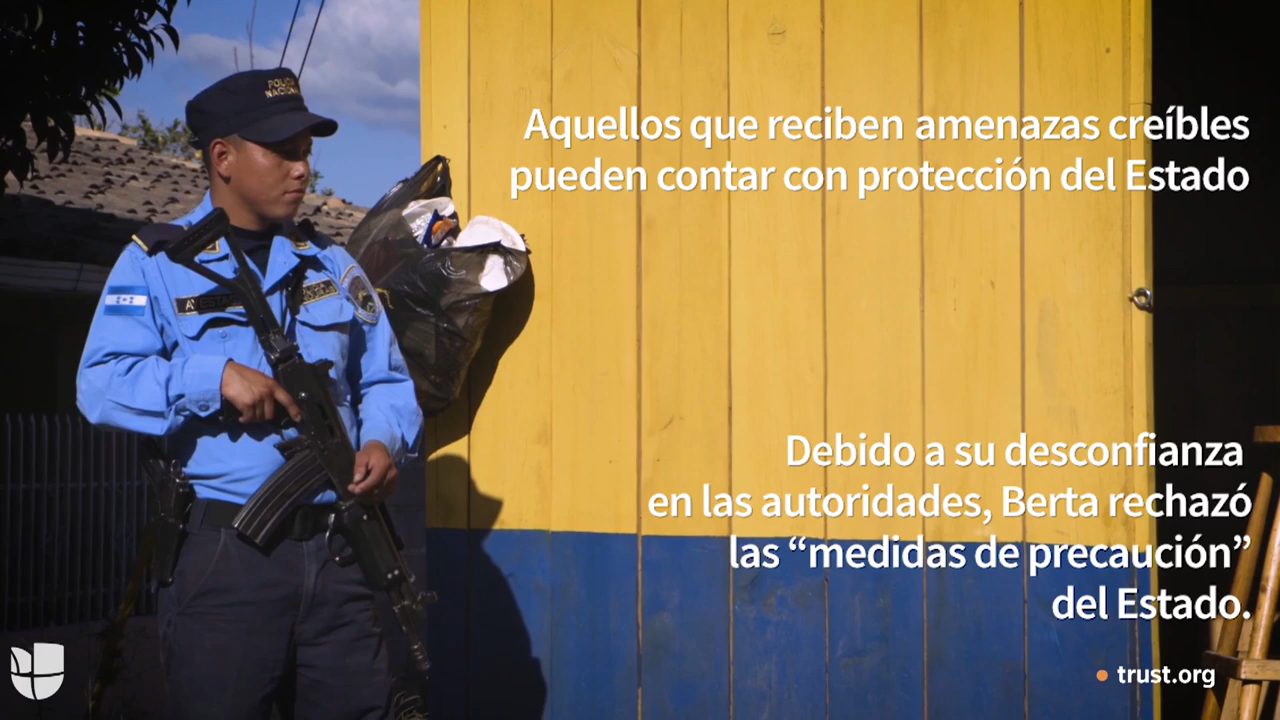 POLICIA
NACIONAL
Aquellos que reciben amenazas creíbles
pueden contar con protección del Estado
Debido a su desconfianza
en las autoridades, Berta rechazó
las “medidas de precaución”
del Estado.
trust.org